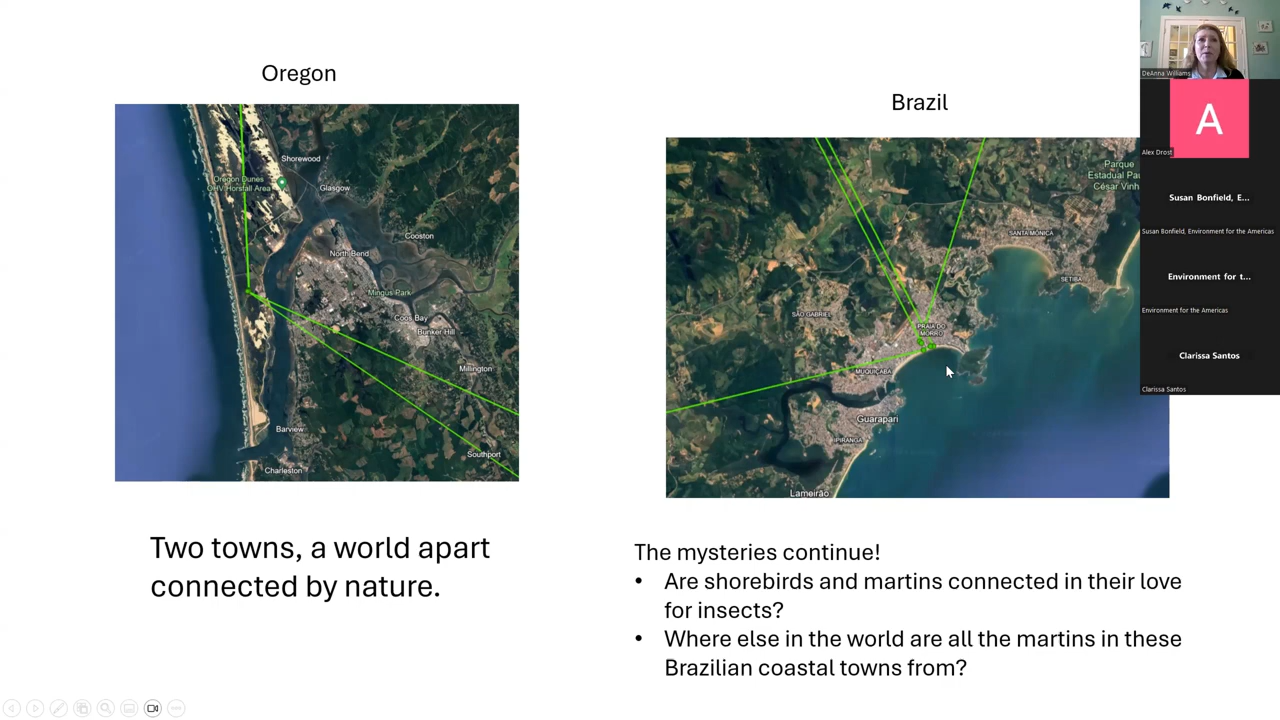 Oregon
Brazil
Shorewood
Oregon Dunes
OHV Horsfall Area
Glasgow
Cooston
North Bend
Mingus Park
Coos Bay
Bunker Hill
Millington
Barview
Southport
Charleston
Parque
Estadual Pau
César Vinh
SANTA MÔNICA
SETIBA
SÃO GABRIEL
PRAIA DO
MORRO
MUQUIÇABA
Guarapari
IPIRANGA
Lameirão
Two towns, a world apart
connected by nature.
The mysteries continue!
• Are shorebirds and martins connected in their love
for insects?
• Where else in the world are all the martins in these
Brazilian coastal towns from?
DeAnna Williams
A
Alex Drost
Susan Bonfield, E...
Susan Bonfield, Environment for the Americas
Environment for t...
Environment for the Americas
Clarissa Santos
Clarissa Santos